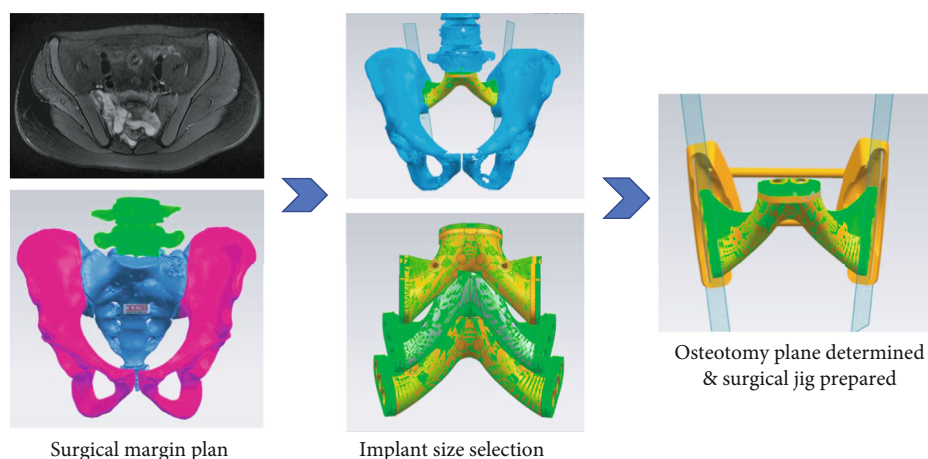 Surgical margin plan
Implant size selection
Osteotomy plane determined
& surgical jig prepared